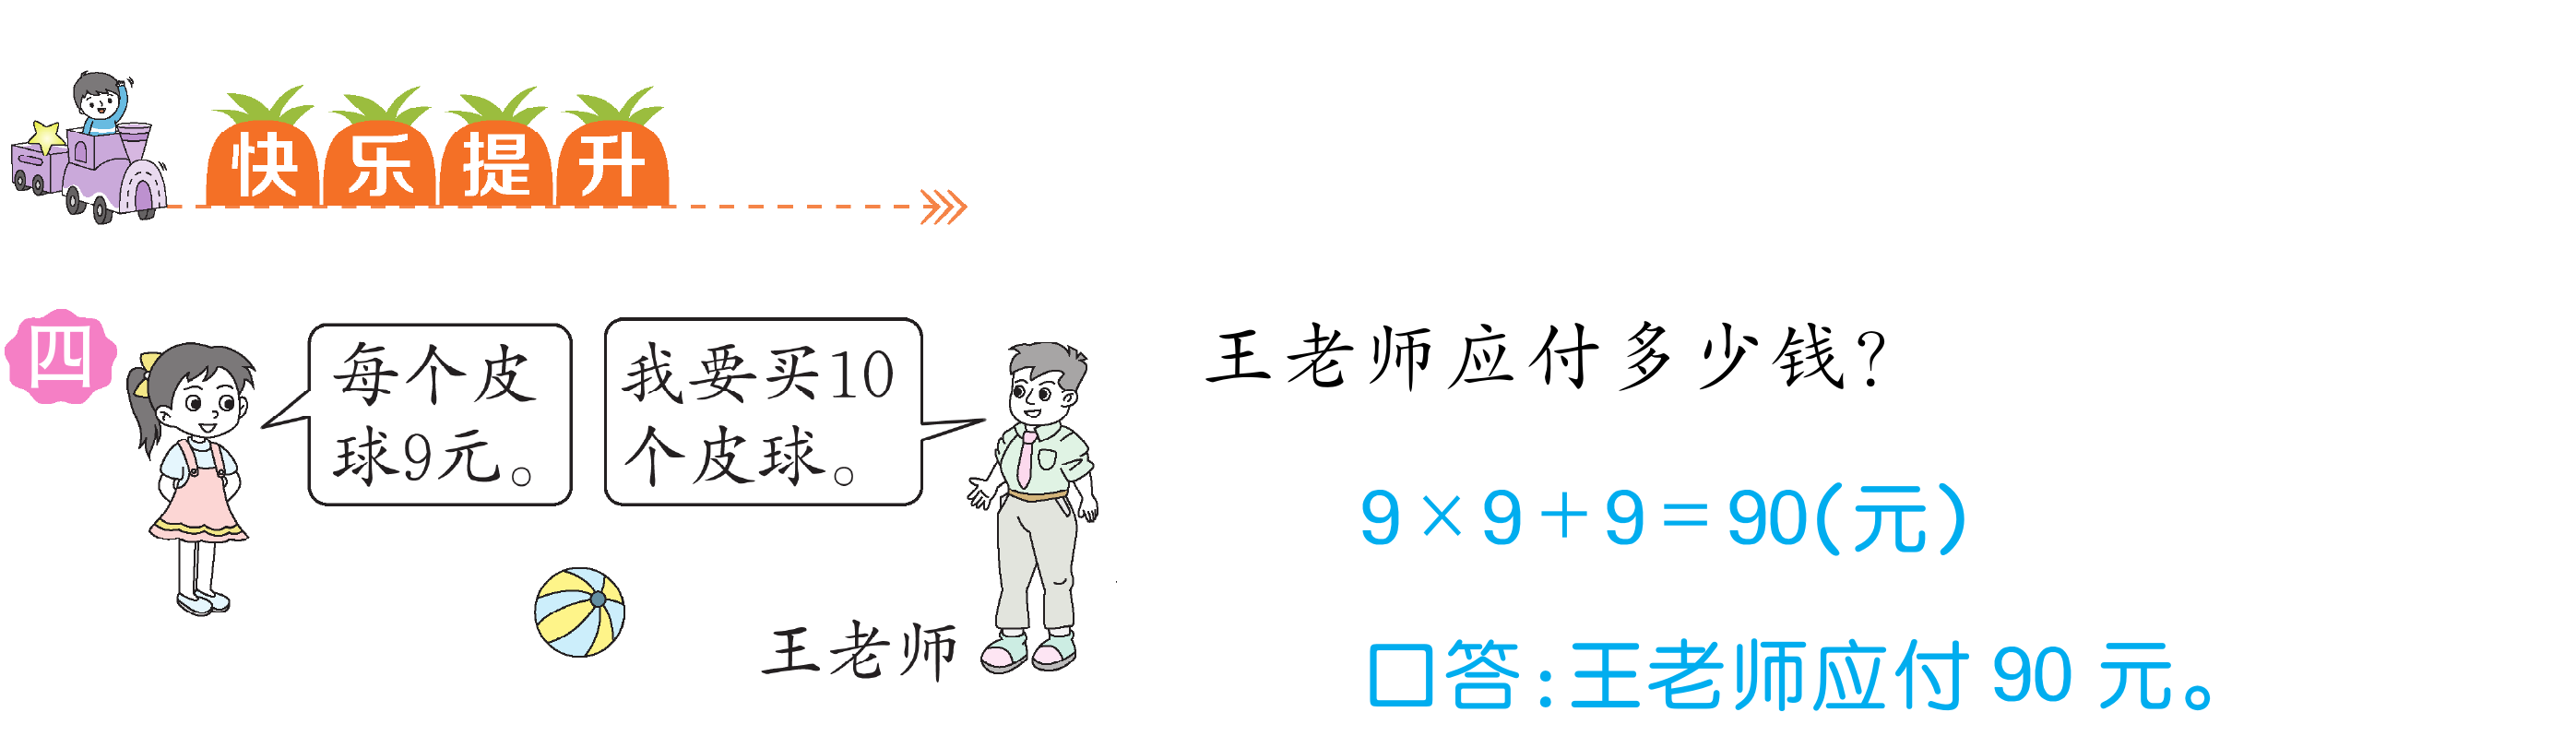 快乐提升
四
每个皮
球9元。
我要买10
个皮球。
王老师
王老师应付多少钱?
9×9+9=90(元)
口答:王老师应付 90 元。